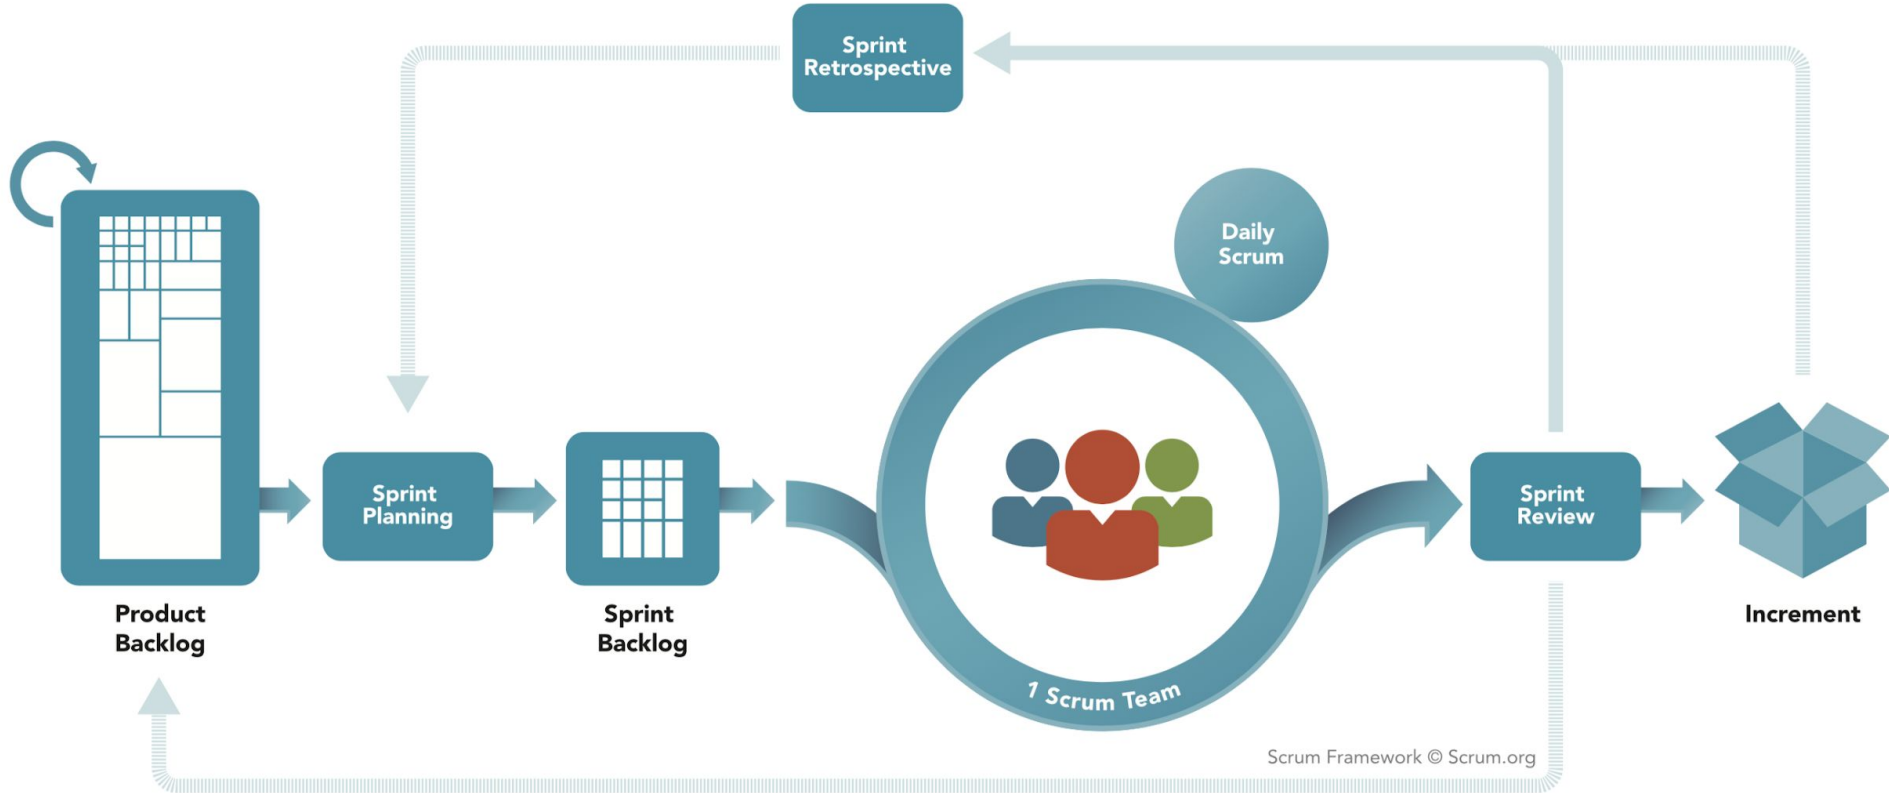 Sprint
Retrospective
Daily
Scrum
Sprint
Planning
Sprint
Review
Product
Backlog
Sprint
Backlog
Increment
1 Scrum Team
Scrum Framework © Scrum.org